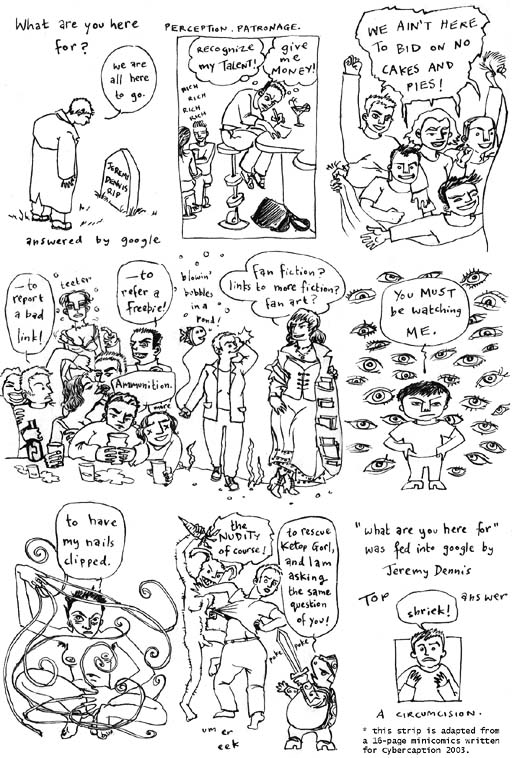 What are you here
for?
we are
all here
to go.
JEREMY
DENNIS
RIP
answered by google
PERCEPTION. PATRONAGE.
RECOGNIZE
MY TALENT!
give
me
MONEY!
RICH
RICH
RICH
RICH
WE AIN'T HERE
TO BID ON NO
CAKES AND
PIES!
—to
report
a bad
link!
teeter
—to
refer a
freebie!
Ammunition.
more
blowin'
bubbles
in a
pond!
fan fiction?
links to more fiction?
fan art?
YOU MUST
be watching
ME.
to have
my nails
clipped.
the
NUDITY
of course!
um er
eek
to rescue
Ketop Gorl,
and I am
asking
the same
question
of you!
poke poke
"What are you here for"
was fed into google by
Jeremy Dennis
TOP answer
shriek!
A CIRCUMCISION.
* this strip is adapted from
a 16-page minicomics written
for Cybercaption 2003.